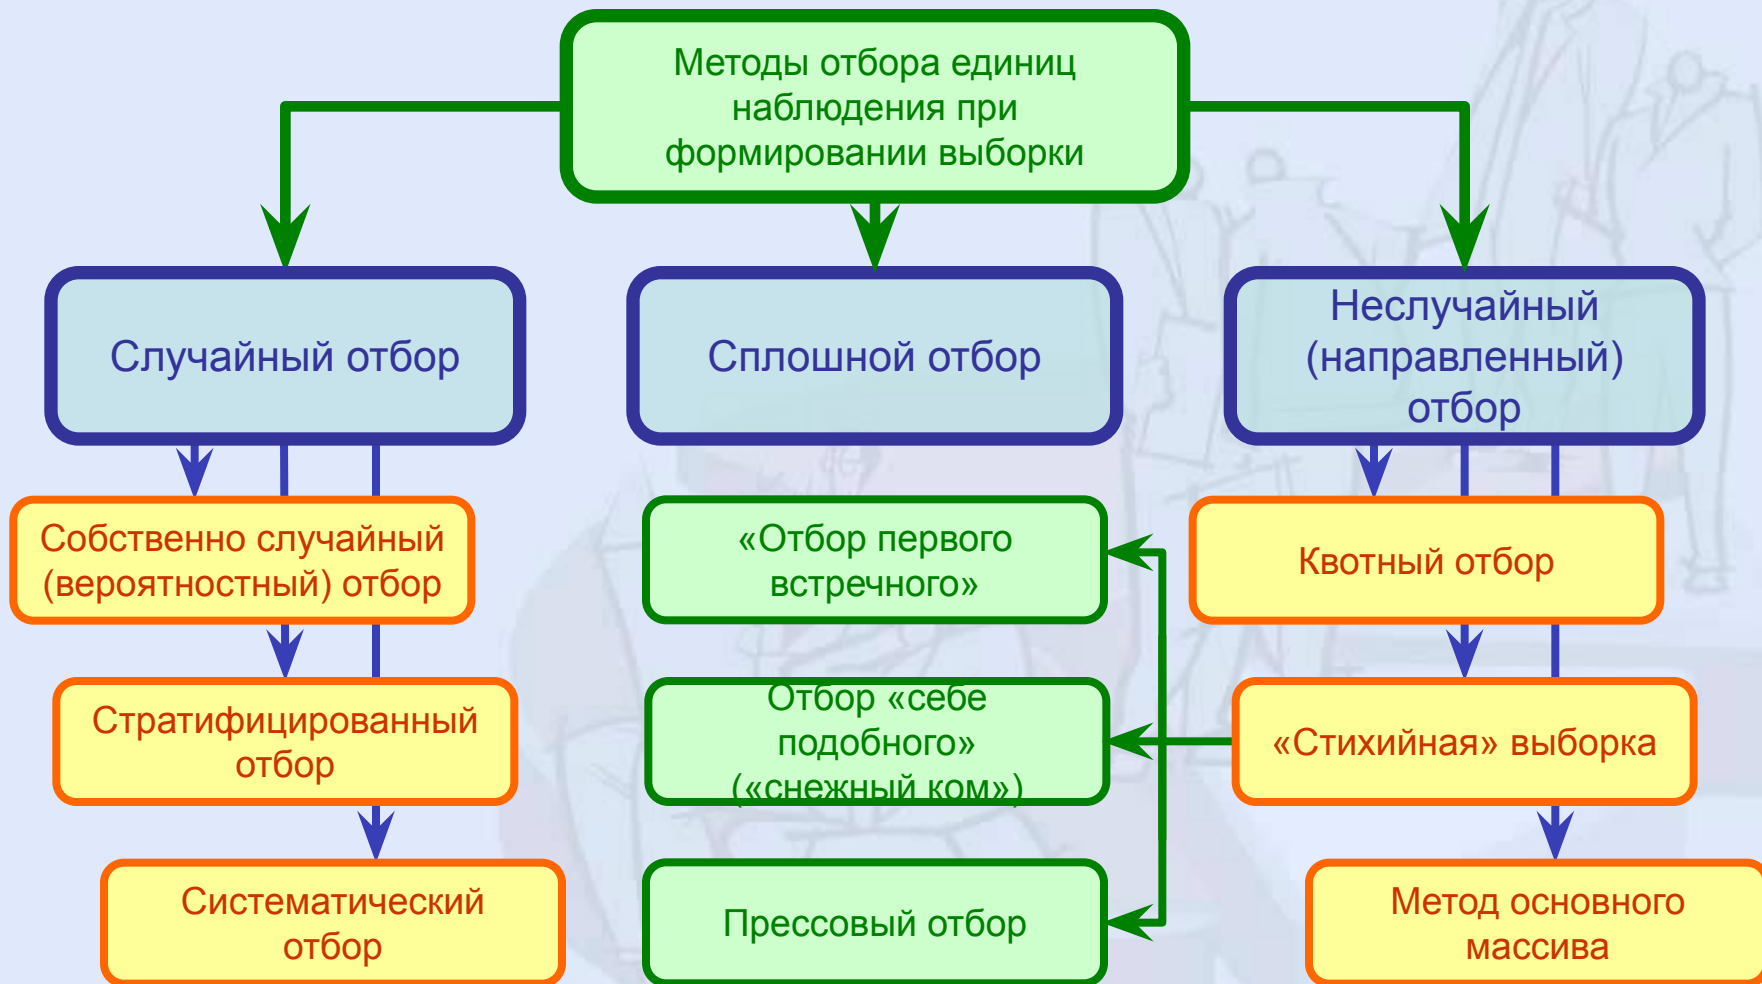 Методы отбора единиц
наблюдения при
формировании выборки
Случайный отбор
Сплошной отбор
Неслучайный
(направленный)
отбор
Собственно случайный
(вероятностный) отбор
«Отбор первого
встречного»
Квотный отбор
Стратифицированный
отбор
Отбор «себе
подобного»
(«снежный ком»)
«Стихийная» выборка
Систематический
отбор
Прессовый отбор
Метод основного
массива